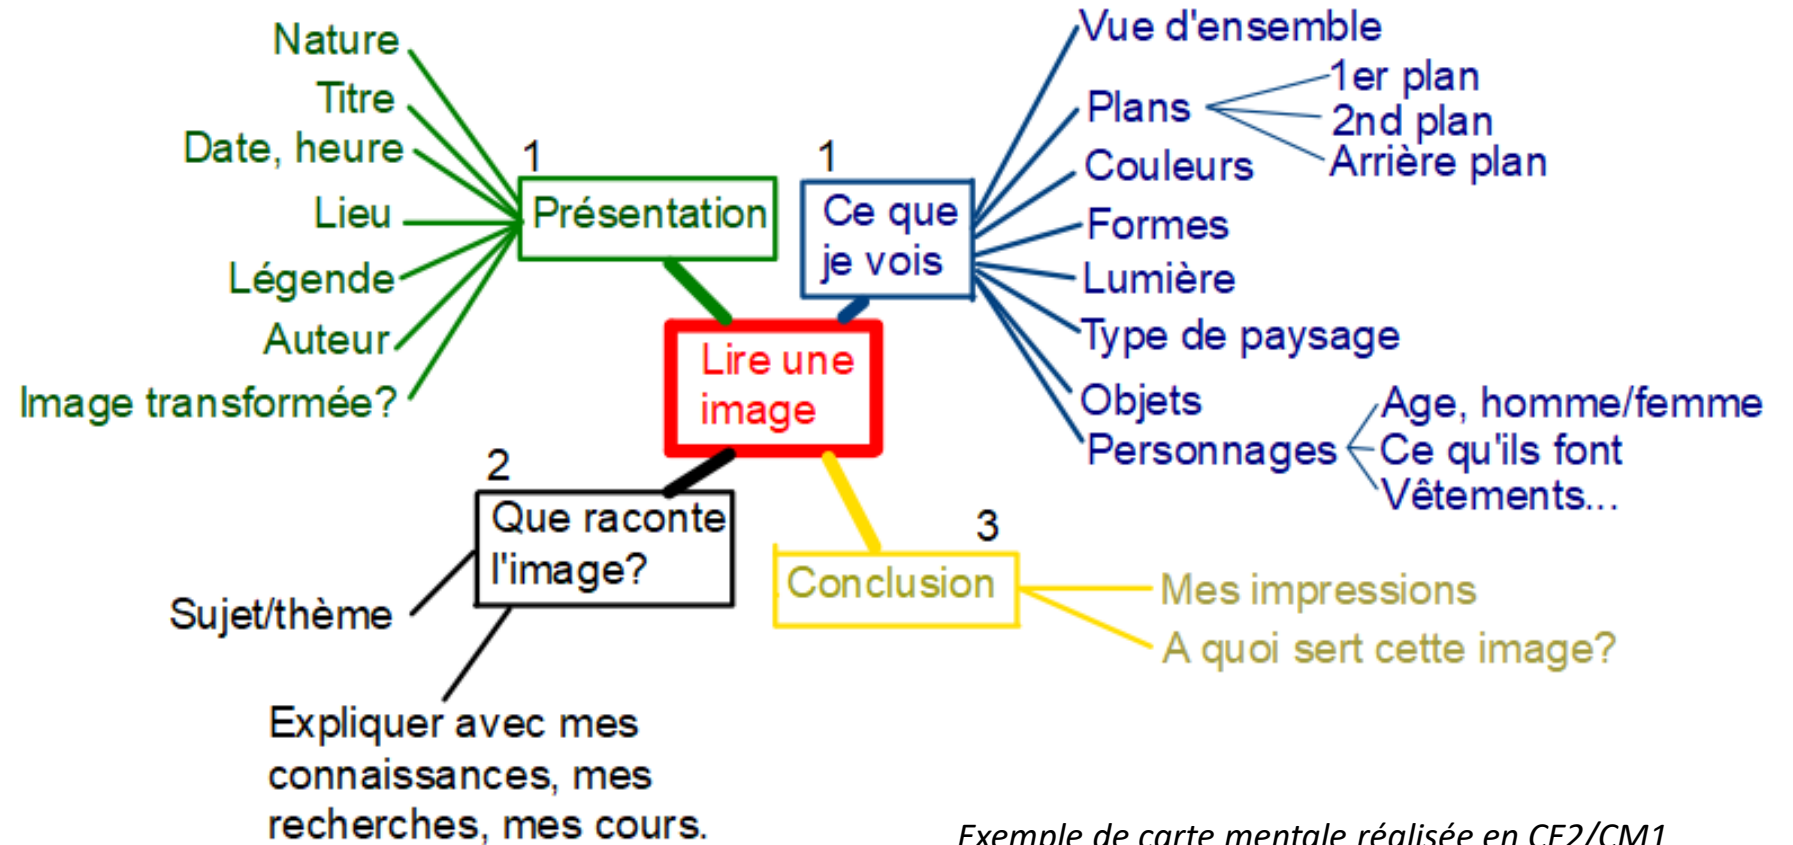 Nature
Titre
Date, heure
Lieu
Légende
Auteur
Image transformée?
1
Présentation
1
Ce que
je vois
Vue d'ensemble
Plans
1er plan
2nd plan
Arrière plan
Couleurs
Formes
Lumière
Type de paysage
Objets
Personnages
Age, homme/femme
Ce qu'ils font
Vêtements...
Lire une
image
2
Que raconte
l'image?
Sujet/thème
Expliquer avec mes
connaissances, mes
recherches, mes cours.
3
Conclusion
Mes impressions
A quoi sert cette image?
Exemple de carte mentale réalisée en CE2/CM1